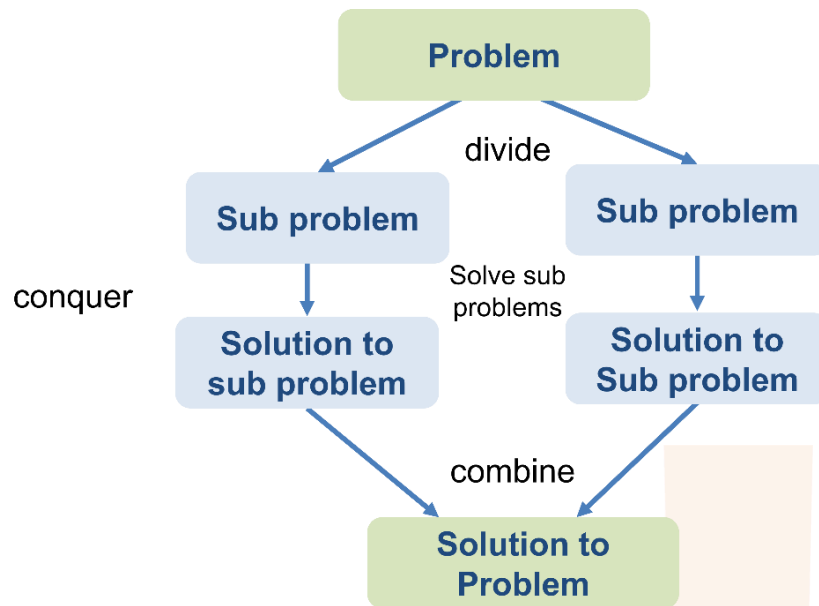 Problem
divide
Sub problem
Sub problem
conquer
Solve sub
problems
Solution to
sub problem
Solution to
Sub problem
combine
Solution to
Problem